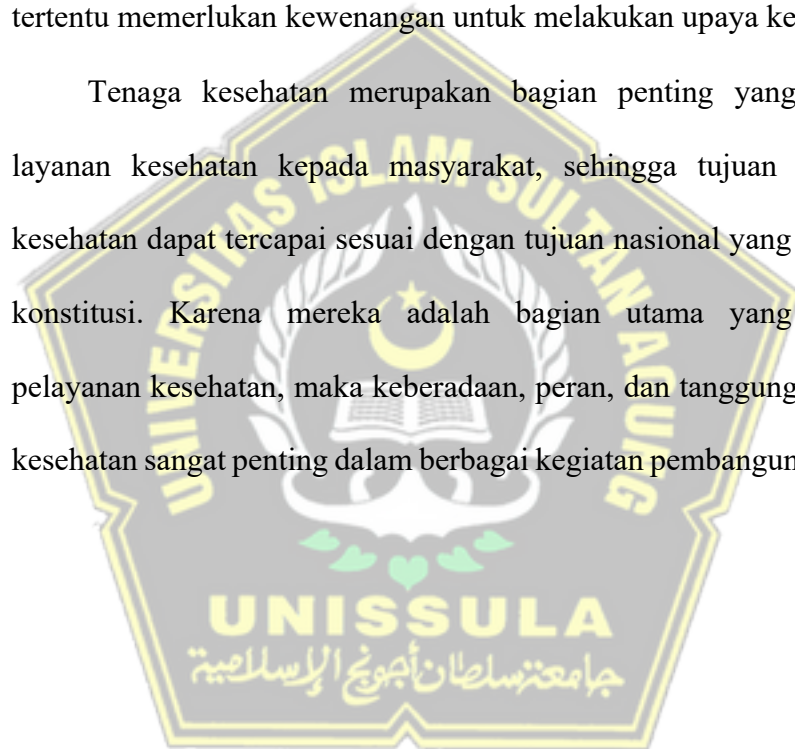 tertentu memerlukan kewenangan untuk melakukan upaya ke
Tenaga kesehatan merupakan bagian penting yang
layanan kesehatan kepada masyarakat, sehingga tujuan
kesehatan dapat tercapai sesuai dengan tujuan nasional yang
konstitusi. Karena mereka adalah bagian utama yang
pelayanan kesehatan, maka keberadaan, peran, dan tanggung
kesehatan sangat penting dalam berbagai kegiatan pembangun
UNIVERSITAS ISLAM SULTAN AGUNG
UNISSULA
جامعتنسلطان أجونج الإسلامية